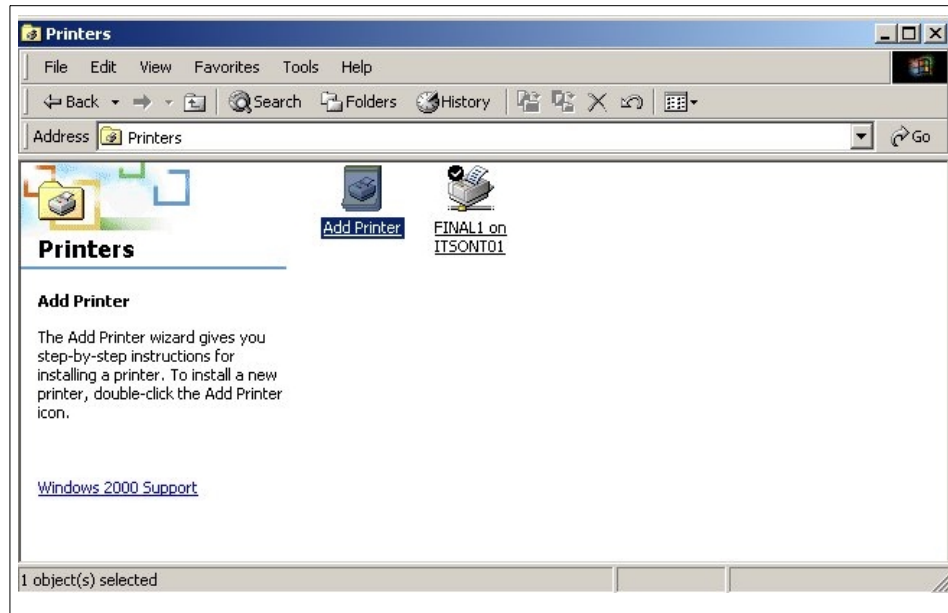 Printers
File Edit View Favorites Tools Help
Back Search Folders History
Address Printers Go
Printers
Add Printer
The Add Printer wizard gives you
step-by-step instructions for
installing a printer. To install a new
printer, double-click the Add Printer
icon.
Windows 2000 Support
Add Printer
FINAL1 on
ITSONT01
1 object(s) selected